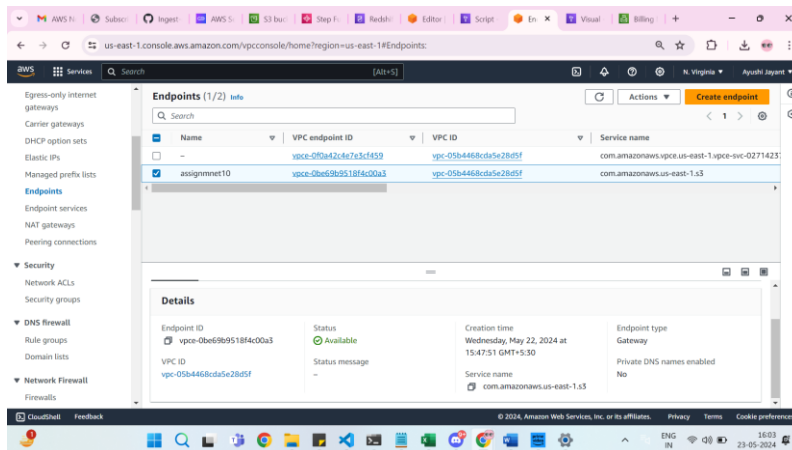 AWS N
Subscr
Ingest
AWS S
S3 buc
Step F
Redshi
Editor
Script
En
Visual
Billing
us-east-1.console.aws.amazon.com/vpcconsole/home?region=us-east-1#Endpoints:
aws
Services
Search
[Alt+S]
N. Virginia
Ayushi Jayant
Egress-only internet
gateways
Carrier gateways
DHCP option sets
Elastic IPs
Managed prefix lists
Endpoints
Endpoint services
NAT gateways
Peering connections
Security
Network ACLs
Security groups
DNS firewall
Rule groups
Domain lists
Network Firewall
Firewalls
Endpoints (1/2) Info
Actions
Create endpoint
Search
1
Name
VPC endpoint ID
VPC ID
Service name
– vpce-0f0a42c4e7e3cf459 vpc-05b4468cda5e28d5f com.amazonaws.vpce.us-east-1.vpce-svc-0271423
assignmnet10 vpce-0be69b9518f4c00a3 vpc-05b4468cda5e28d5f com.amazonaws.us-east-1.s3
Details
Endpoint ID
vpce-0be69b9518f4c00a3
Status
Available
Creation time
Wednesday, May 22, 2024 at
15:47:51 GMT+5:30
Endpoint type
Gateway
VPC ID
vpc-05b4468cda5e28d5f
Status message
–
Service name
com.amazonaws.us-east-1.s3
Private DNS names enabled
No
CloudShell
Feedback
© 2024, Amazon Web Services, Inc. or its affiliates.
Privacy
Terms
Cookie preference
ENG
IN
16:03
23-05-2024